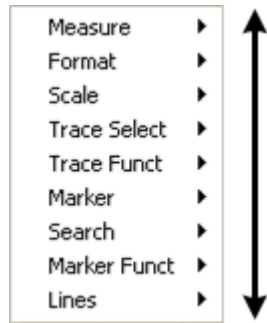 Measure
Format
Scale
Trace Select
Trace Funct
Marker
Search
Marker Funct
Lines